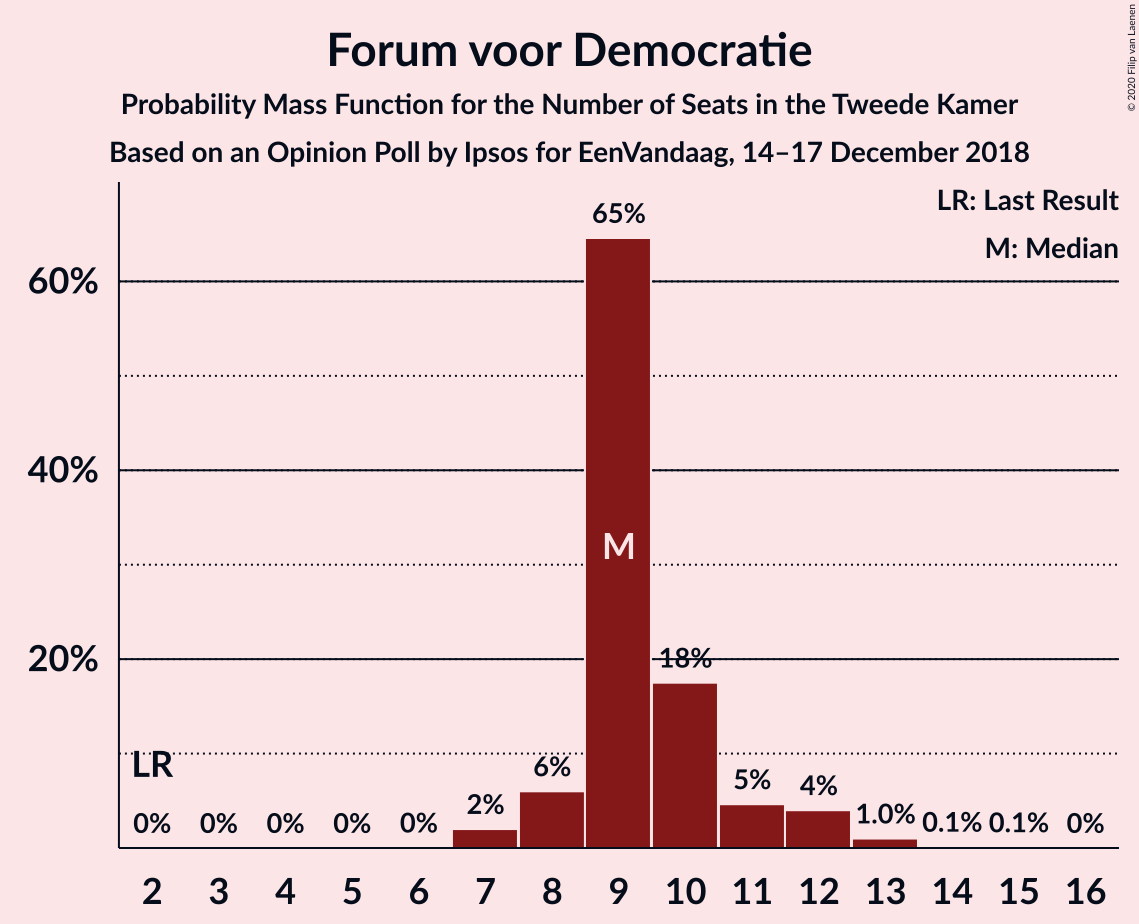 Forum voor Democratie
Probability Mass Function for the Number of Seats in the Tweede Kamer
Based on an Opinion Poll by Ipsos for EenVandaag, 14–17 December 2018
© 2020 Filip van Laenen
LR: Last Result
M: Median
65%
60%
40%
M
20%
18%
LR
0% 0% 0% 0% 0% 2% 6% 5% 4% 1.0% 0.1% 0.1% 0%
2 3 4 5 6 7 8 9 10 11 12 13 14 15 16